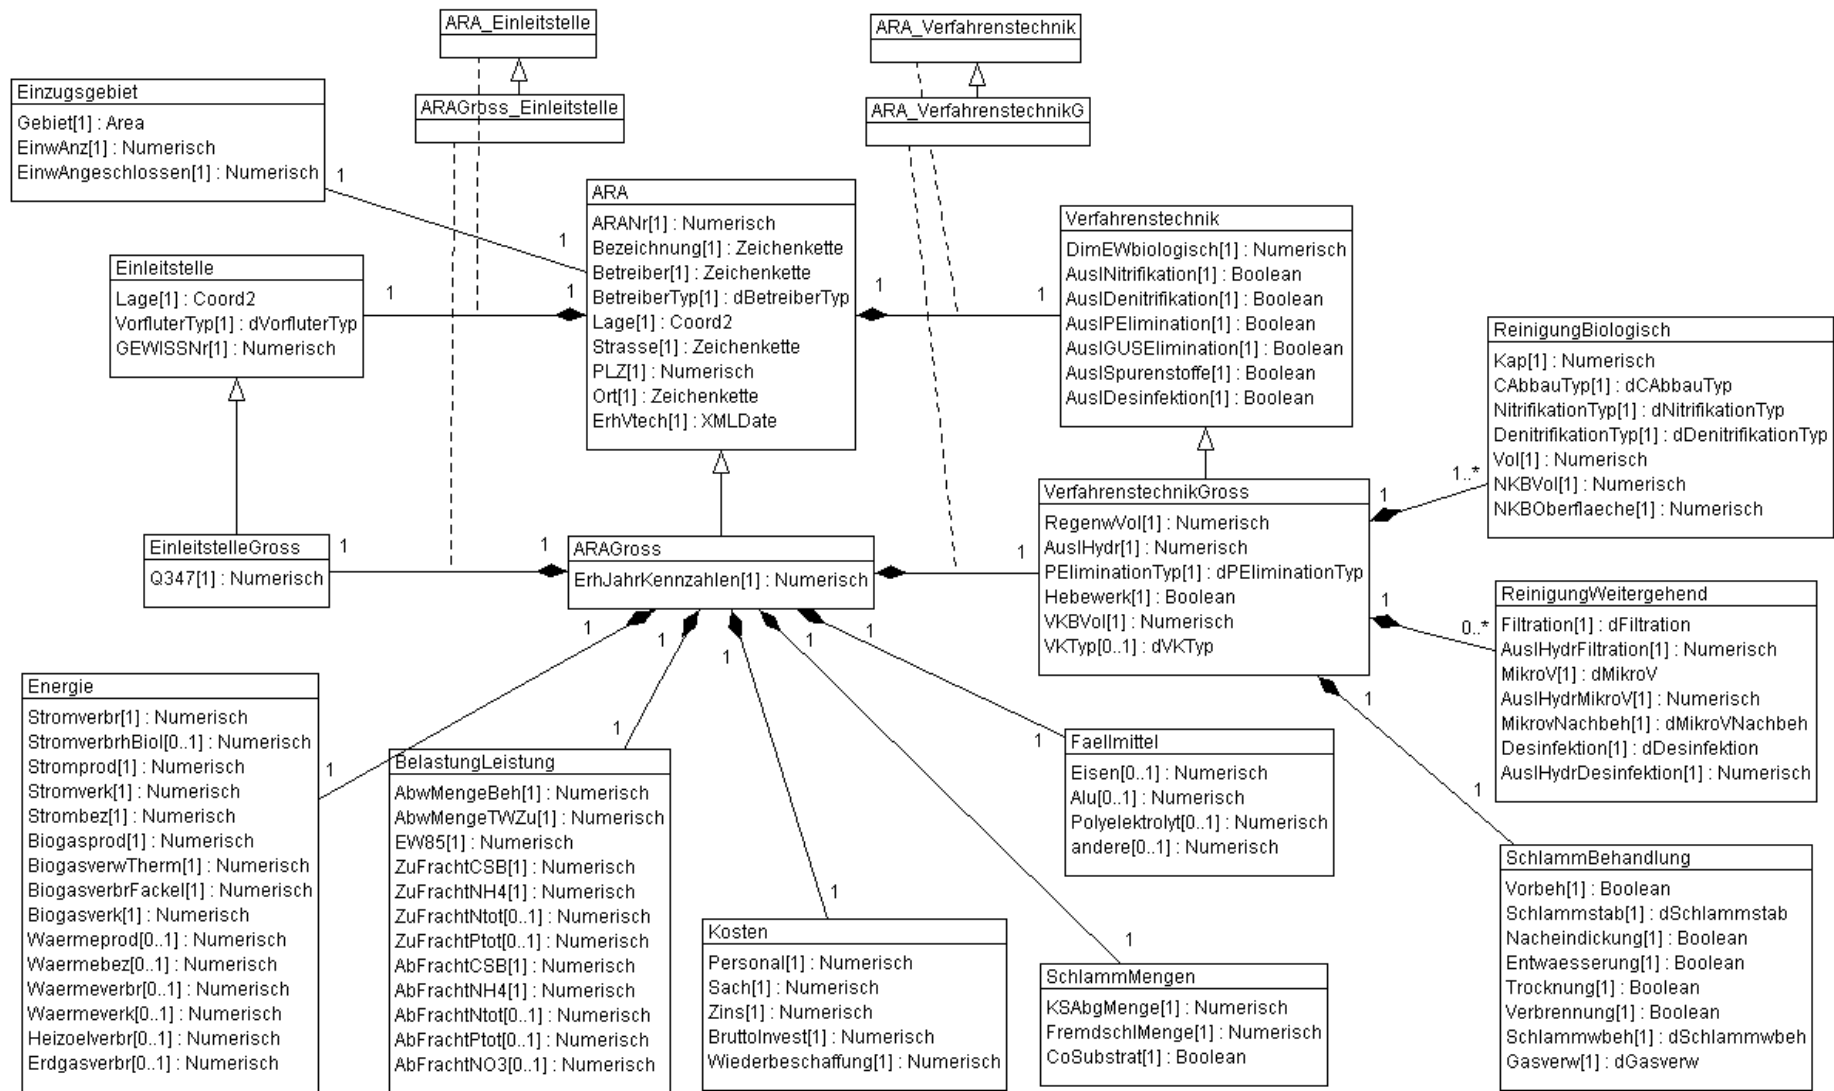 ARA_Einleitstelle
ARA_Verfahrenstechnik
ARAGross_Einleitstelle
ARA_VerfahrenstechnikG
Einzugsgebiet
Gebiet[1] : Area
EinwAnz[1] : Numerisch
EinwAngeschlossen[1] : Numerisch
1
1
ARA
ARANr[1] : Numerisch
Bezeichnung[1] : Zeichenkette
Betreiber[1] : Zeichenkette
BetreiberTyp[1] : dBetreiberTyp
Lage[1] : Coord2
Strasse[1] : Zeichenkette
PLZ[1] : Numerisch
Ort[1] : Zeichenkette
ErhVtech[1] : XMLDate
Einleitstelle
Lage[1] : Coord2
VorfluterTyp[1] : dVorfluterTyp
GEWISSNr[1] : Numerisch
1
1
1
1
Verfahrenstechnik
DimEWbiologisch[1] : Numerisch
AuslNitrifikation[1] : Boolean
AuslDenitrifikation[1] : Boolean
AuslPElimination[1] : Boolean
AuslGUSElimination[1] : Boolean
AuslSpurenstoffe[1] : Boolean
AuslDesinfektion[1] : Boolean
ReinigungBiologisch
Kap[1] : Numerisch
CAbbauTyp[1] : dCAbbauTyp
NitrifikationTyp[1] : dNitrifikationTyp
DenitrifikationTyp[1] : dDenitrifikationTyp
Vol[1] : Numerisch
NKBVol[1] : Numerisch
NKBOberflaeche[1] : Numerisch
1..*
1
EinleitstelleGross
Q347[1] : Numerisch
1
1
ARAGross
ErhJahrKennzahlen[1] : Numerisch
1
1
VerfahrenstechnikGross
RegenwVol[1] : Numerisch
AuslHydr[1] : Numerisch
PEliminationTyp[1] : dPEliminationTyp
Hebewerk[1] : Boolean
VKBVol[1] : Numerisch
VKTyp[0..1] : dVKTyp
1
0..*
ReinigungWeitergehend
Filtration[1] : dFiltration
AuslHydrFiltration[1] : Numerisch
MikroV[1] : dMikroV
AuslHydrMikroV[1] : Numerisch
MikrovNachbeh[1] : dMikroVNachbeh
Desinfektion[1] : dDesinfektion
AuslHydrDesinfektion[1] : Numerisch
1
1
1
1
1
1
1
1
1
1
1
1
Energie
Stromverbr[1] : Numerisch
StromverbrhBiol[0..1] : Numerisch
Stromprod[1] : Numerisch
Stromverk[1] : Numerisch
Strombez[1] : Numerisch
Biogasprod[1] : Numerisch
BiogasverwTherm[1] : Numerisch
BiogasverbrFackel[1] : Numerisch
Biogasverk[1] : Numerisch
Waermeprod[0..1] : Numerisch
Waermebez[0..1] : Numerisch
Waermeverbr[0..1] : Numerisch
Waermeverk[0..1] : Numerisch
Heizoelverbr[0..1] : Numerisch
Erdgasverbr[0..1] : Numerisch
BelastungLeistung
AbwMengeBeh[1] : Numerisch
AbwMengeTWZu[1] : Numerisch
EW85[1] : Numerisch
ZuFrachtCSB[1] : Numerisch
ZuFrachtNH4[1] : Numerisch
ZuFrachtNtot[0..1] : Numerisch
ZuFrachtPtot[0..1] : Numerisch
AbFrachtCSB[1] : Numerisch
AbFrachtNH4[1] : Numerisch
AbFrachtNtot[0..1] : Numerisch
AbFrachtPtot[0..1] : Numerisch
AbFrachtNO3[0..1] : Numerisch
Kosten
Personal[1] : Numerisch
Sach[1] : Numerisch
Zins[1] : Numerisch
BruttoInvest[1] : Numerisch
Wiederbeschaffung[1] : Numerisch
Faellmittel
Eisen[0..1] : Numerisch
Alu[0..1] : Numerisch
Polyelektrolyt[0..1] : Numerisch
andere[0..1] : Numerisch
SchlammMengen
KSAbgMenge[1] : Numerisch
FremdschlMenge[1] : Numerisch
CoSubstrat[1] : Boolean
SchlammBehandlung
Vorbeh[1] : Boolean
Schlammstab[1] : dSchlammstab
Nacheindickung[1] : Boolean
Entwaesserung[1] : Boolean
Trocknung[1] : Boolean
Verbrennung[1] : Boolean
Schlammwbeh[1] : dSchlammwbeh
Gasverw[1] : dGasverw